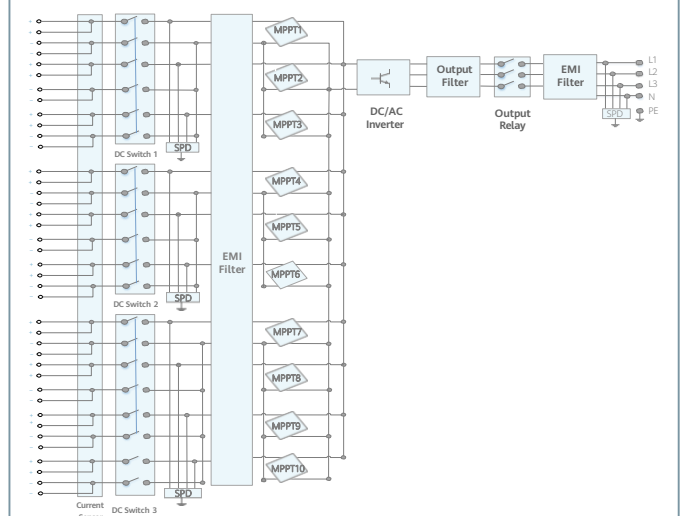 MPPT1
MPPT2
MPPT3
SPD
DC Switch 1
MPPT4
MPPT5
MPPT6
SPD
DC Switch 2
EMI
Filter
MPPT7
MPPT8
MPPT9
MPPT10
SPD
Current
DC Switch 3
DC/AC
Inverter
Output
Filter
Output
Relay
EMI
Filter
L1
L2
L3
N
SPD
PE